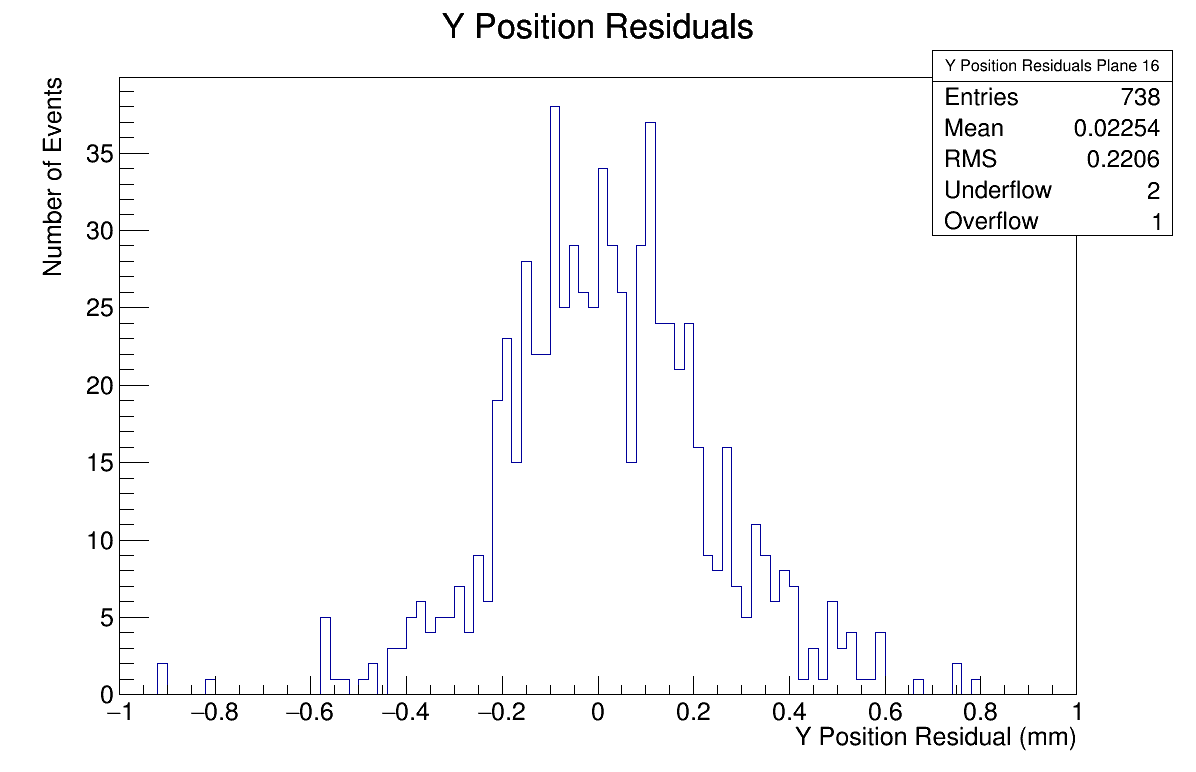 Y Position Residuals
Y Position Residuals Plane 16
Entries 738
Mean 0.02254
RMS 0.2206
Underflow 2
Overflow 1
Number of Events
35
30
25
20
15
10
5
0
−1 −0.8 −0.6 −0.4 −0.2 0 0.2 0.4 0.6 0.8 1
Y Position Residual (mm)